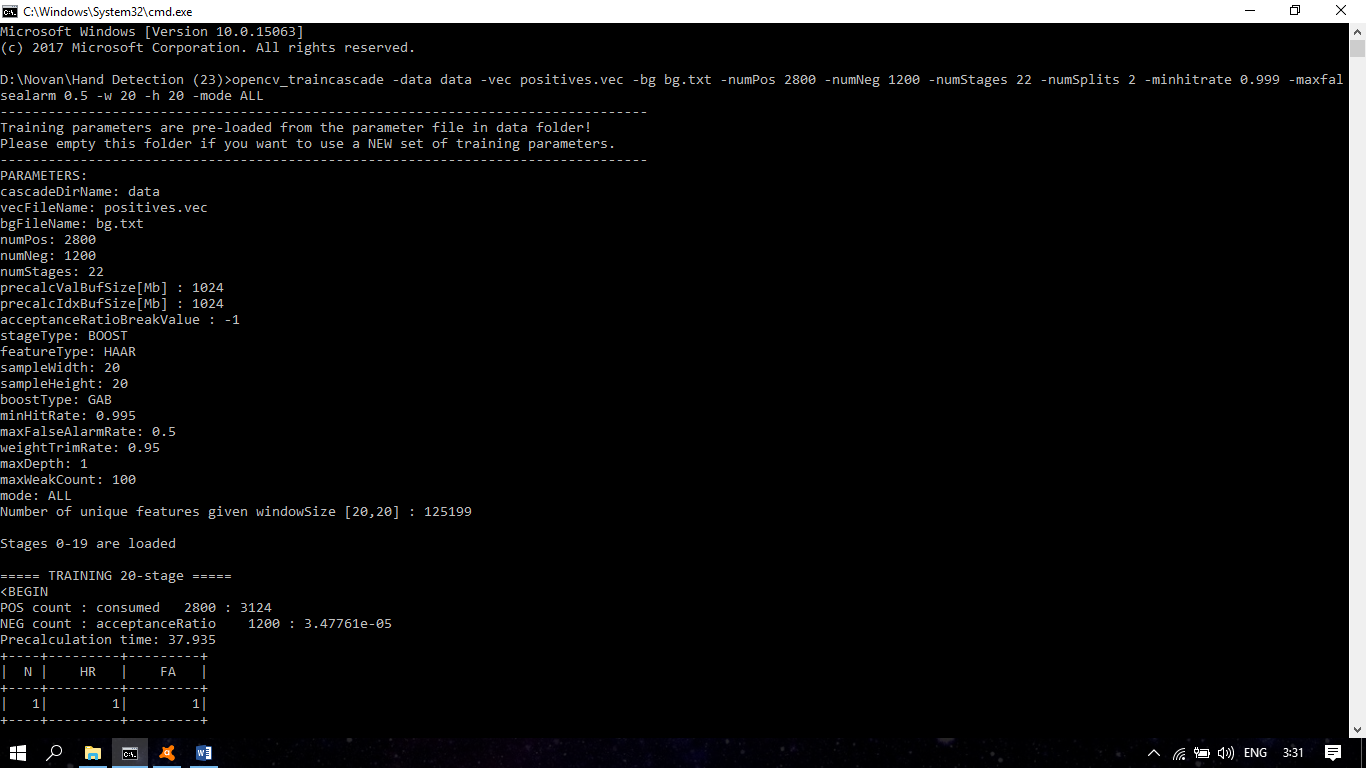 C:\Windows\System32\cmd.exe
Microsoft Windows [Version 10.0.15063]
(c) 2017 Microsoft Corporation. All rights reserved.
D:\Novan\Hand Detection (23)>opencv_traincascade -data data -vec positives.vec -bg bg.txt -numPos 2800 -numNeg 1200 -numStages 22 -numSplits 2 -minhitrate 0.999 -maxfal
sealarm 0.5 -w 20 -h 20 -mode ALL
---------------------------------------------------------------------------------
Training parameters are pre-loaded from the parameter file in data folder!
Please empty this folder if you want to use a NEW set of training parameters.
---------------------------------------------------------------------------------
PARAMETERS:
cascadeDirName: data
vecFileName: positives.vec
bgFileName: bg.txt
numPos: 2800
numNeg: 1200
numStages: 22
precalcValBufSize[Mb] : 1024
precalcIdxBufSize[Mb] : 1024
acceptanceRatioBreakValue : -1
stageType: BOOST
featureType: HAAR
sampleWidth: 20
sampleHeight: 20
boostType: GAB
minHitRate: 0.995
maxFalseAlarmRate: 0.5
weightTrimRate: 0.95
maxDepth: 1
maxWeakCount: 100
mode: ALL
Number of unique features given windowSize [20,20] : 125199
Stages 0-19 are loaded
===== TRAINING 20-stage =====
<BEGIN
POS count : consumed   2800 : 3124
NEG count : acceptanceRatio    1200 : 3.47761e-05
Precalculation time: 37.935
+----+---------+---------+
|  N |    HR   |    FA   |
+----+---------+---------+
|   1|        1|        1|
+----+---------+---------+
ENG 3:31